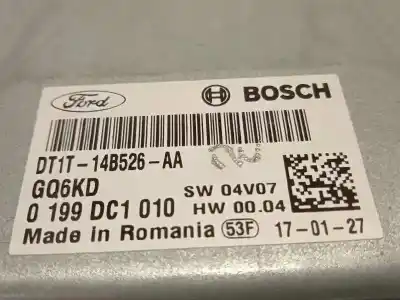 Ford BOSCH
DT1T-14B526-AA
GQ6KD SW 04V07
0 199 DC1 010 HW 00.04
Made in Romania 53F 17-01-27